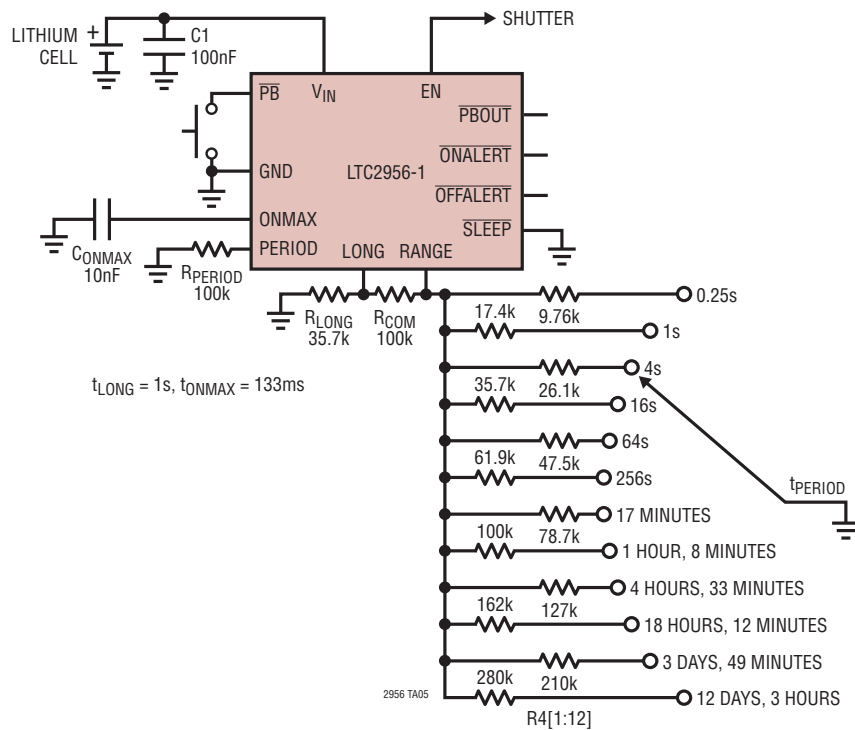 LITHIUM
CELL
+
C1
100nF
SHUTTER
PB
VIN
EN
PBOUT
GND
LTC2956-1
ONALERT
OFFALERT
ONMAX
SLEEP
CONMAX
10nF
PERIOD
LONG
RANGE
RPERIOD
100k
RLONG
35.7k
RCOM
100k
tLONG = 1s, tONMAX = 133ms
0.25s
17.4k
9.76k
1s
4s
35.7k
26.1k
16s
64s
61.9k
47.5k
256s
tPERIOD
17 MINUTES
100k
78.7k
1 HOUR, 8 MINUTES
4 HOURS, 33 MINUTES
162k
127k
18 HOURS, 12 MINUTES
3 DAYS, 49 MINUTES
280k
210k
12 DAYS, 3 HOURS
2956 TA05
R4[1:12]